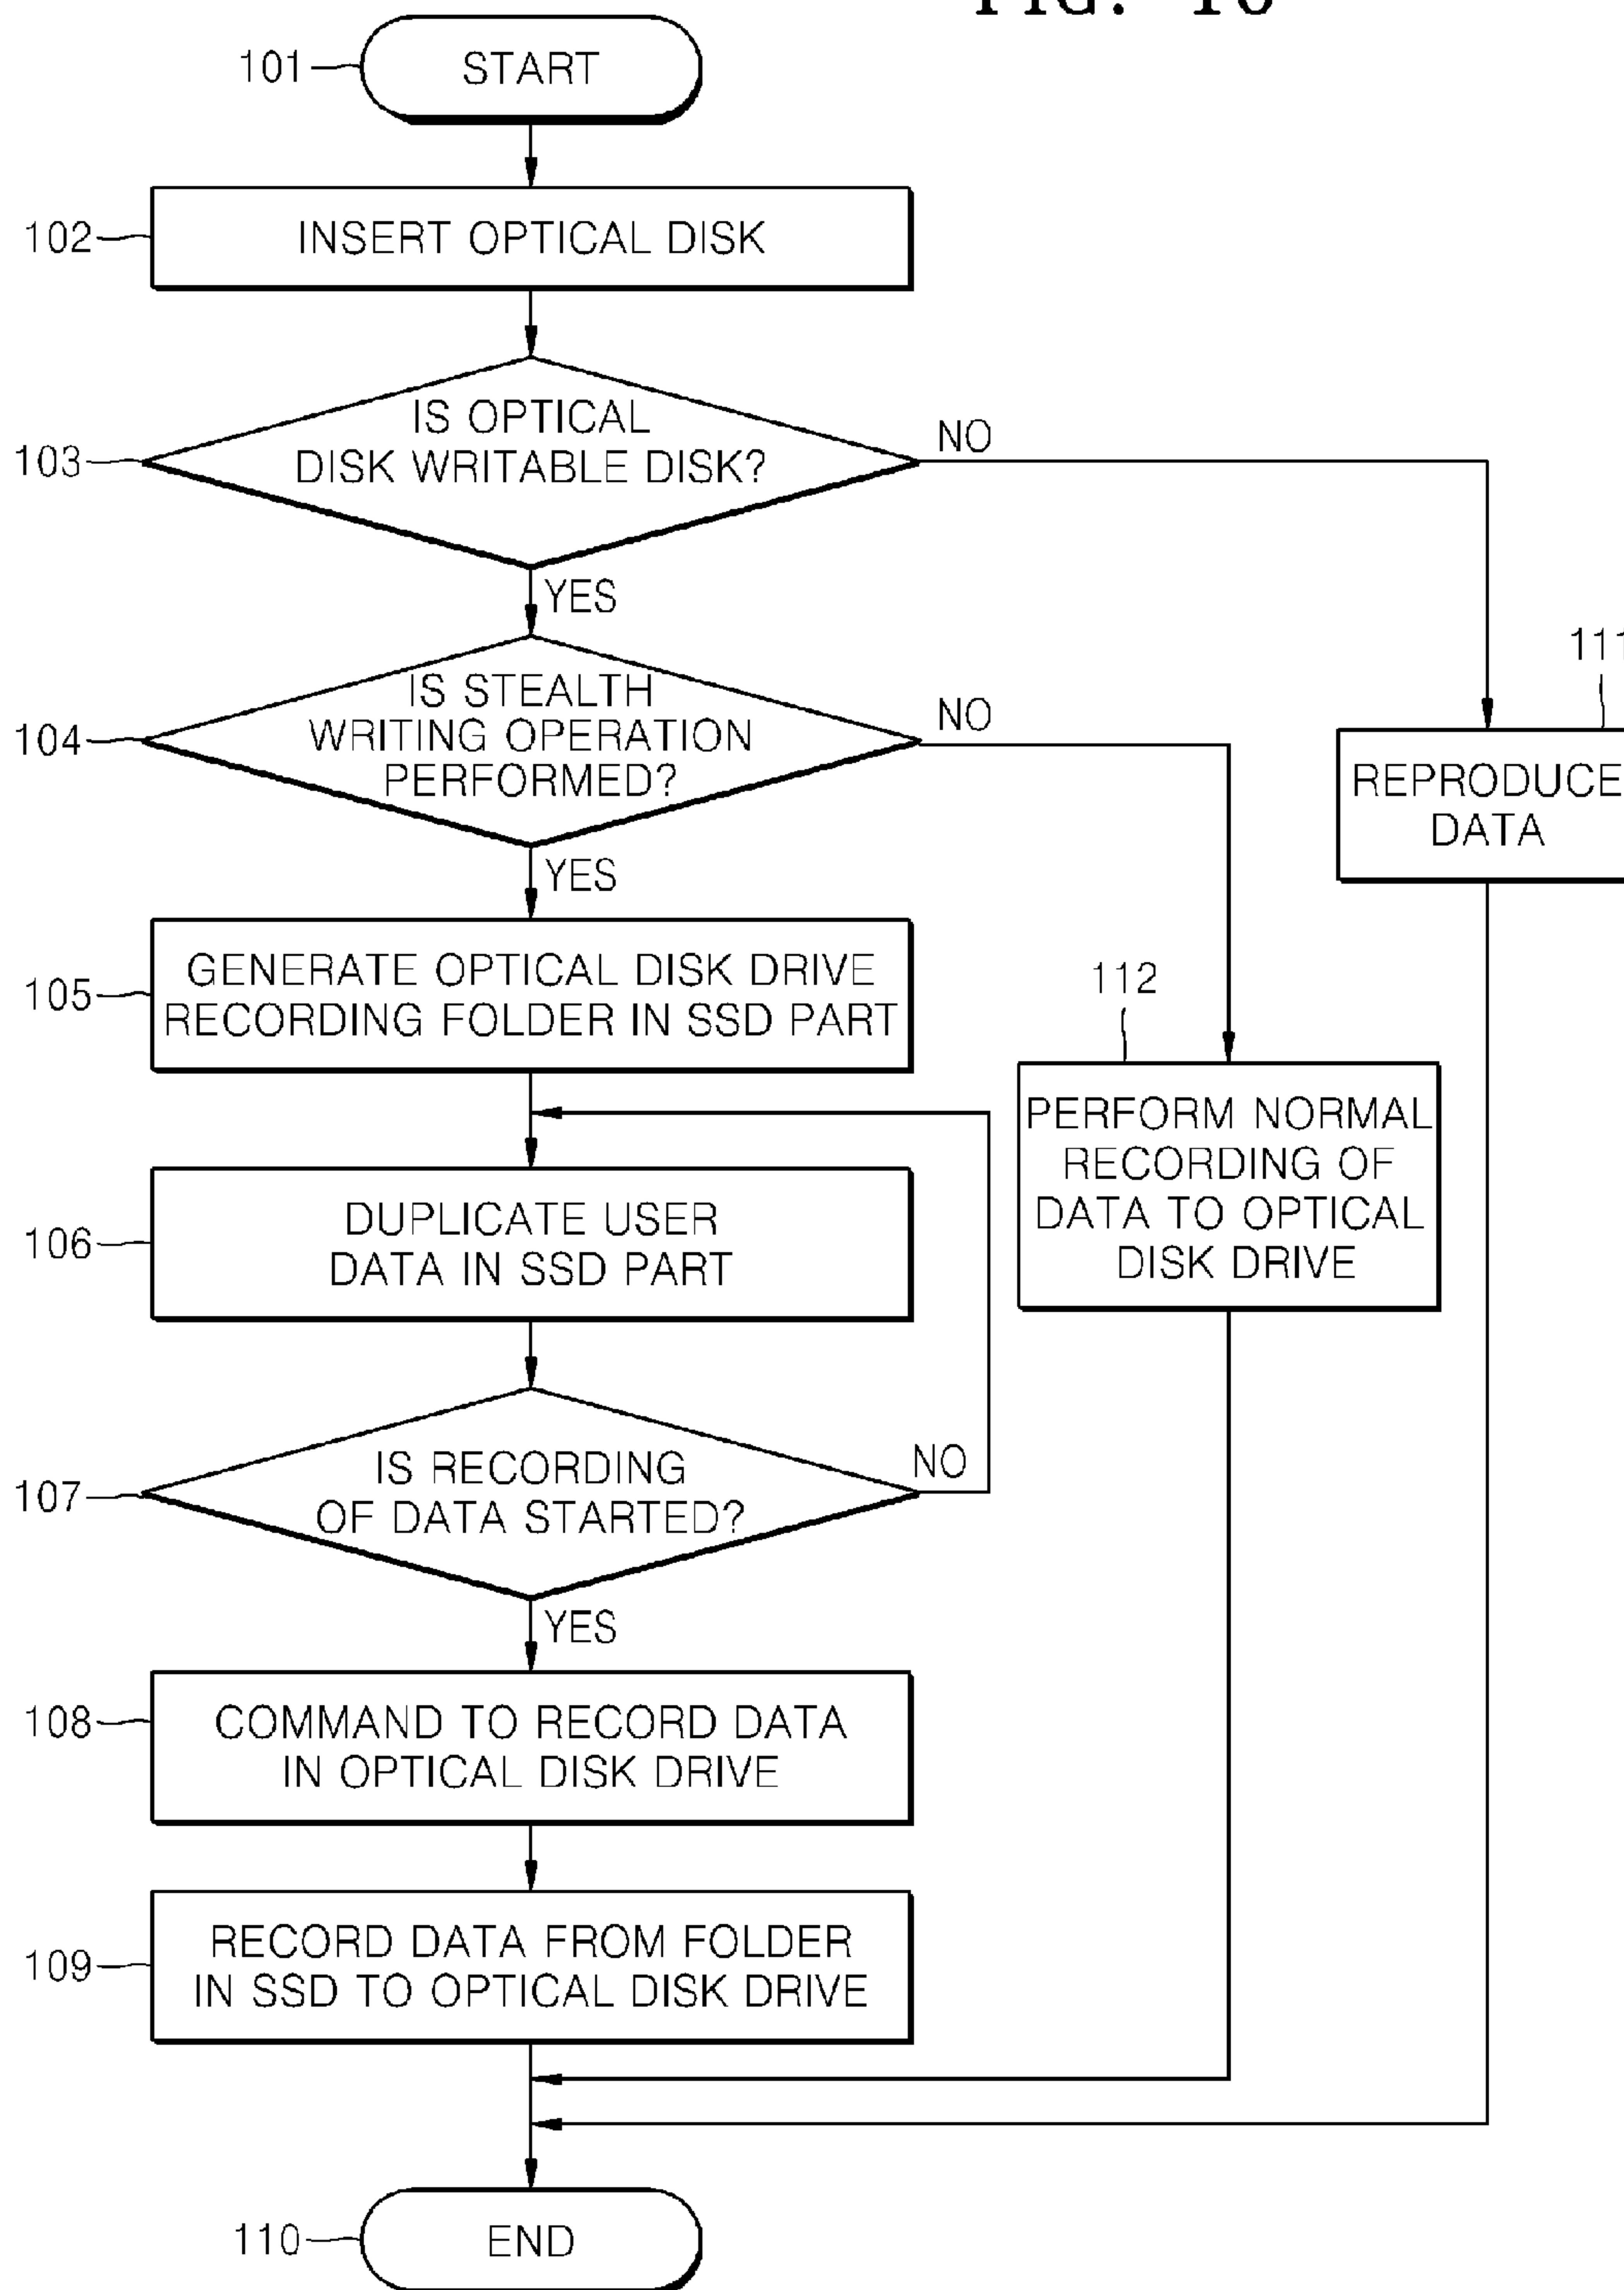 FIG. 10
101
START
102
INSERT OPTICAL DISK
103
IS OPTICAL
DISK WRITABLE DISK?
NO
YES
104
IS STEALTH
WRITING OPERATION
PERFORMED?
NO
YES
111
REPRODUCE
DATA
105
GENERATE OPTICAL DISK DRIVE
RECORDING FOLDER IN SSD PART
112
PERFORM NORMAL
RECORDING OF
DATA TO OPTICAL
DISK DRIVE
106
DUPLICATE USER
DATA IN SSD PART
107
IS RECORDING
OF DATA STARTED?
NO
YES
108
COMMAND TO RECORD DATA
IN OPTICAL DISK DRIVE
109
RECORD DATA FROM FOLDER
IN SSD TO OPTICAL DISK DRIVE
110
END